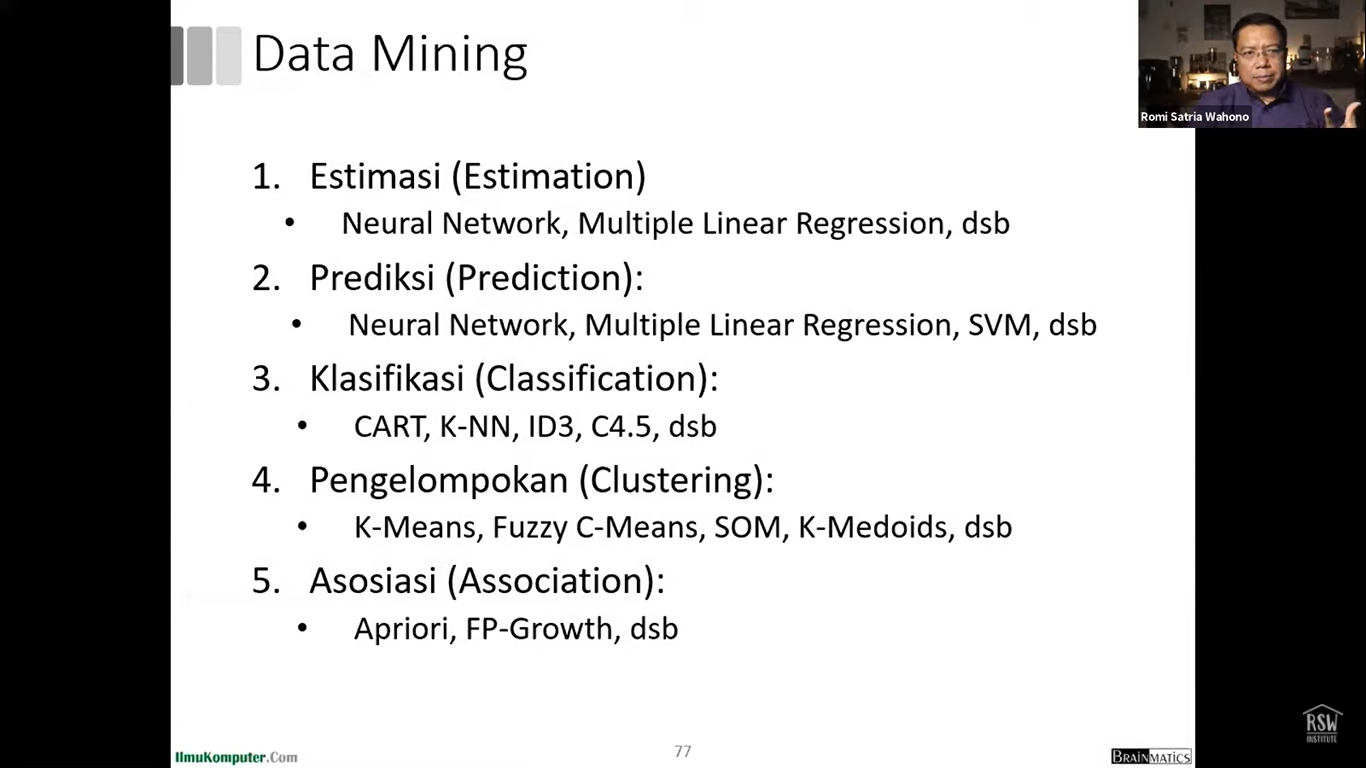 Data Mining
Romi Satria Wahono
1. Estimasi (Estimation)
• Neural Network, Multiple Linear Regression, dsb
2. Prediksi (Prediction):
• Neural Network, Multiple Linear Regression, SVM, dsb
3. Klasifikasi (Classification):
• CART, K-NN, ID3, C4.5, dsb
4. Pengelompokan (Clustering):
• K-Means, Fuzzy C-Means, SOM, K-Medoids, dsb
5. Asosiasi (Association):
• Apriori, FP-Growth, dsb
RSW
INSTITUTE
IlmuKomputer.Com
77
BRAINMATICS